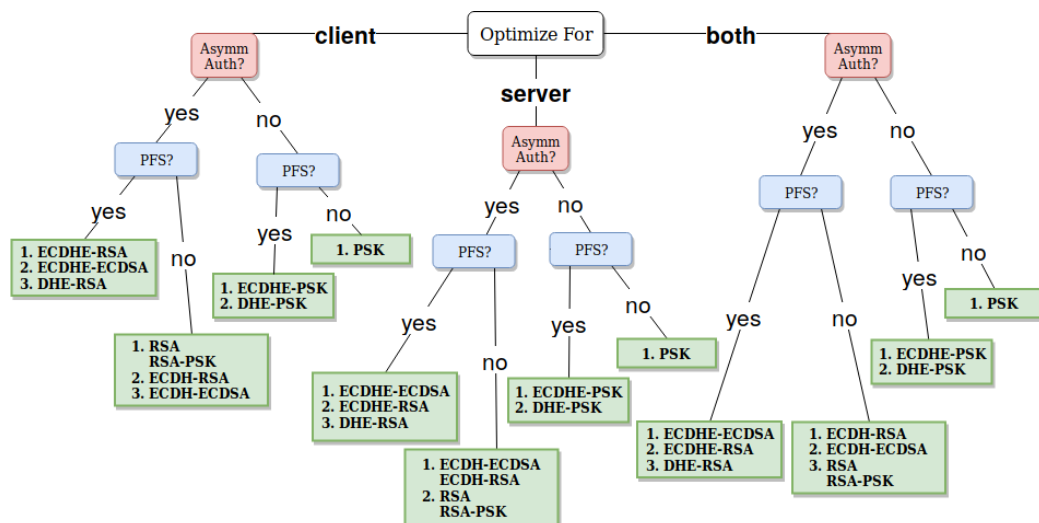 Optimize For
client
server
both
Asymm
Auth?
yes
no
PFS?
yes
no
1. ECDHE-RSA
2. ECDHE-ECDSA
3. DHE-RSA
1. RSA
RSA-PSK
2. ECDH-RSA
3. ECDH-ECDSA
PFS?
yes
no
1. ECDHE-PSK
2. DHE-PSK
1. PSK
Asymm
Auth?
yes
no
PFS?
yes
no
1. ECDHE-ECDSA
2. ECDHE-RSA
3. DHE-RSA
1. ECDH-ECDSA
ECDH-RSA
2. RSA
RSA-PSK
PFS?
yes
no
1. ECDHE-PSK
2. DHE-PSK
1. PSK
Asymm
Auth?
yes
no
PFS?
yes
no
1. ECDHE-ECDSA
2. ECDHE-RSA
3. DHE-RSA
1. ECDH-RSA
2. ECDH-ECDSA
3. RSA
RSA-PSK
PFS?
yes
no
1. ECDHE-PSK
2. DHE-PSK
1. PSK